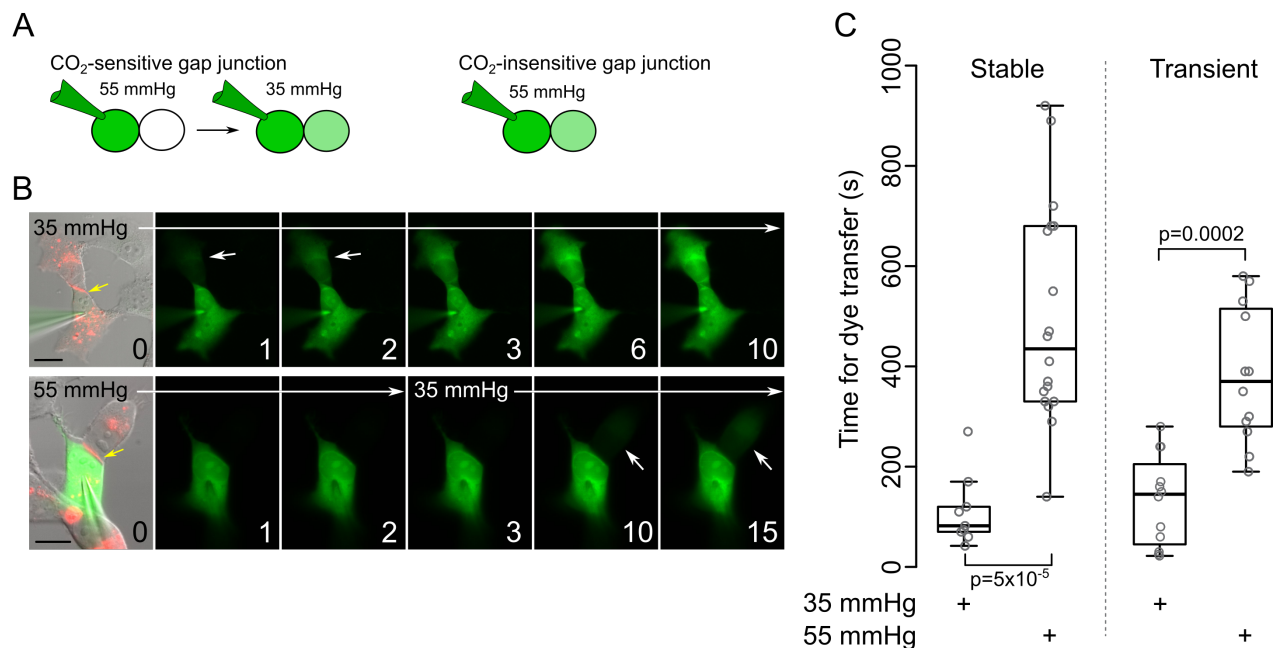 A
CO₂-sensitive gap junction
55 mmHg 35 mmHg
CO₂-insensitive gap junction
55 mmHg
B
35 mmHg
0 1 2 3 6 10
55 mmHg 35 mmHg
0 1 2 3 10 15
C
Stable Transient
Time for dye transfer (s)
1000
800
600
400
200
0
p=0.0002
p=5x10⁻⁵
35 mmHg + +
55 mmHg + +